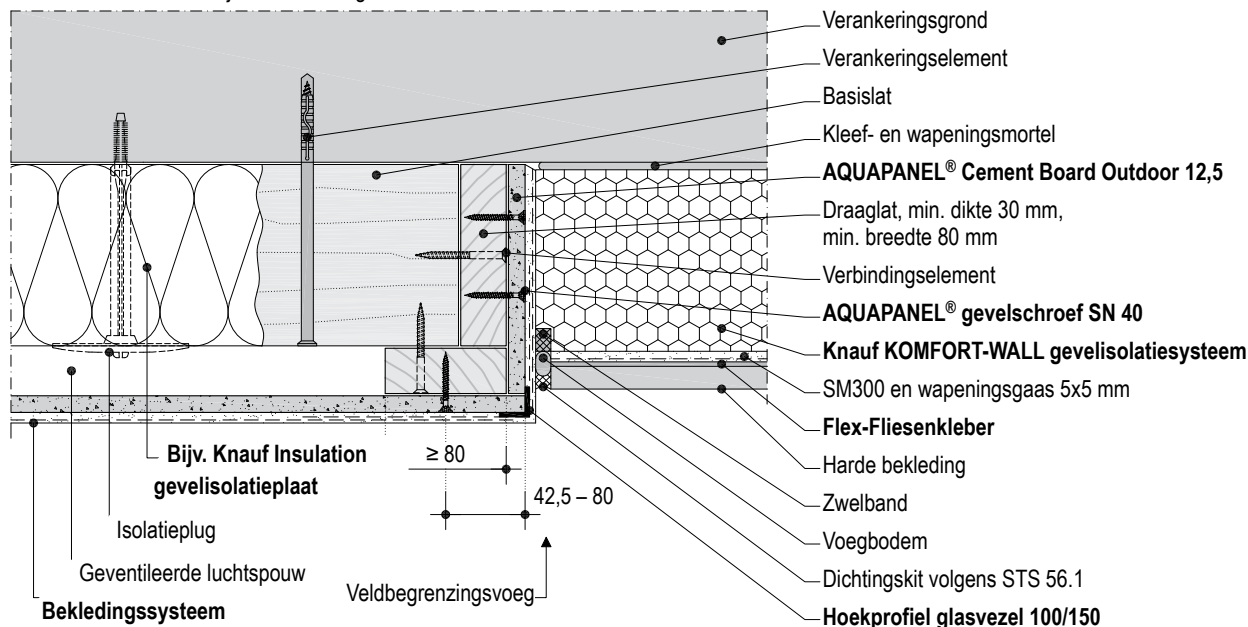 Verankeringsgrond
Verankeringselement
Basislat
Kleef- en wapeningsmortel
AQUAPANEL® Cement Board Outdoor 12,5
Draaglat, min. dikte 30 mm,
min. breedte 80 mm
Verbindingselement
AQUAPANEL® gevelschroef SN 40
Knauf KOMFORT-WALL gevelisolatiesysteem
SM300 en wapeningsgaas 5x5 mm
Flex-Fliesenkleber
Harde bekleding
Zwelband
Voegbodem
Dichtingskit volgens STS 56.1
Hoekprofiel glasvezel 100/150
≥ 80
42,5 – 80
Veldbegrenzingsvoeg
Bijv. Knauf Insulation
gevelisolatieplaat
Isolatieplug
Geventileerde luchtspouw
Bekledingssysteem